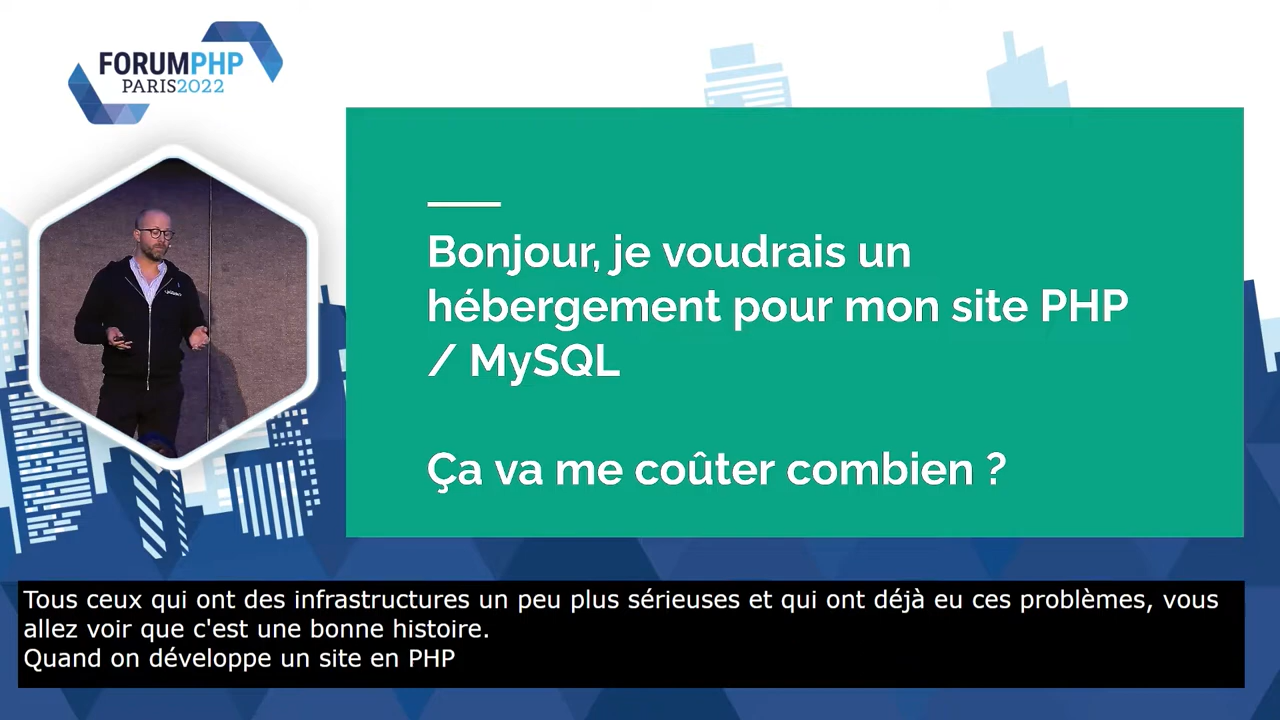 FORUMPHP
PARIS2022
Bonjour, je voudrais un
hébergement pour mon site PHP
/ MySQL
Ça va me coûter combien ?
Tous ceux qui ont des infrastructures un peu plus sérieuses et qui ont déjà eu ces problèmes, vous
allez voir que c'est une bonne histoire.
Quand on développe un site en PHP